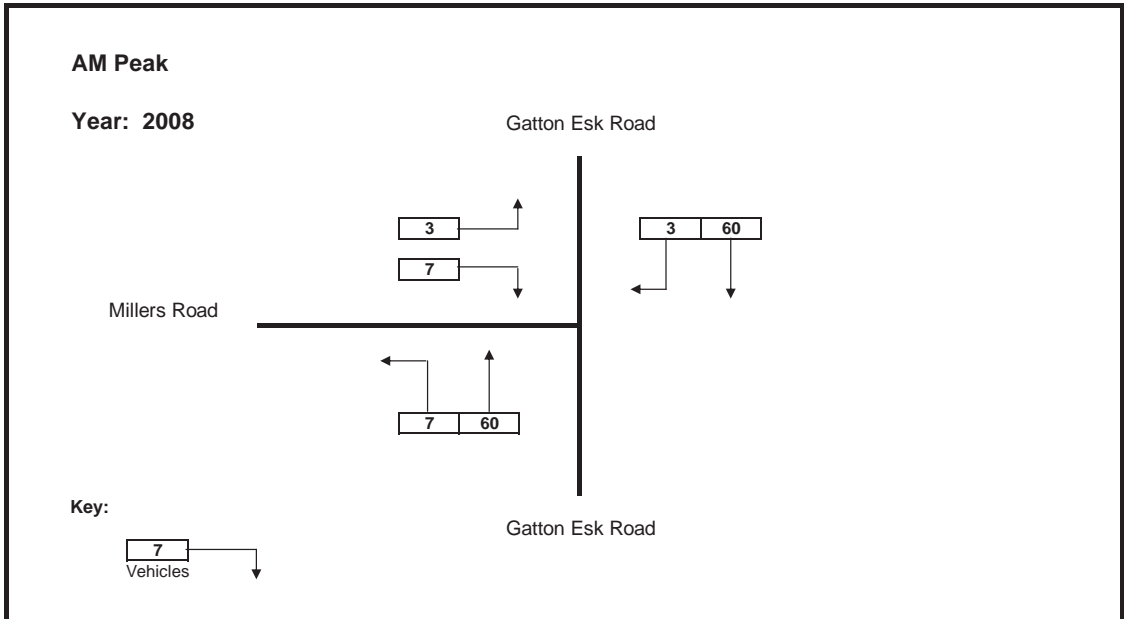 AM Peak
Year: 2008
Gatton Esk Road
3
3 60
7
Millers Road
7 60
Key:
Gatton Esk Road
7
Vehicles